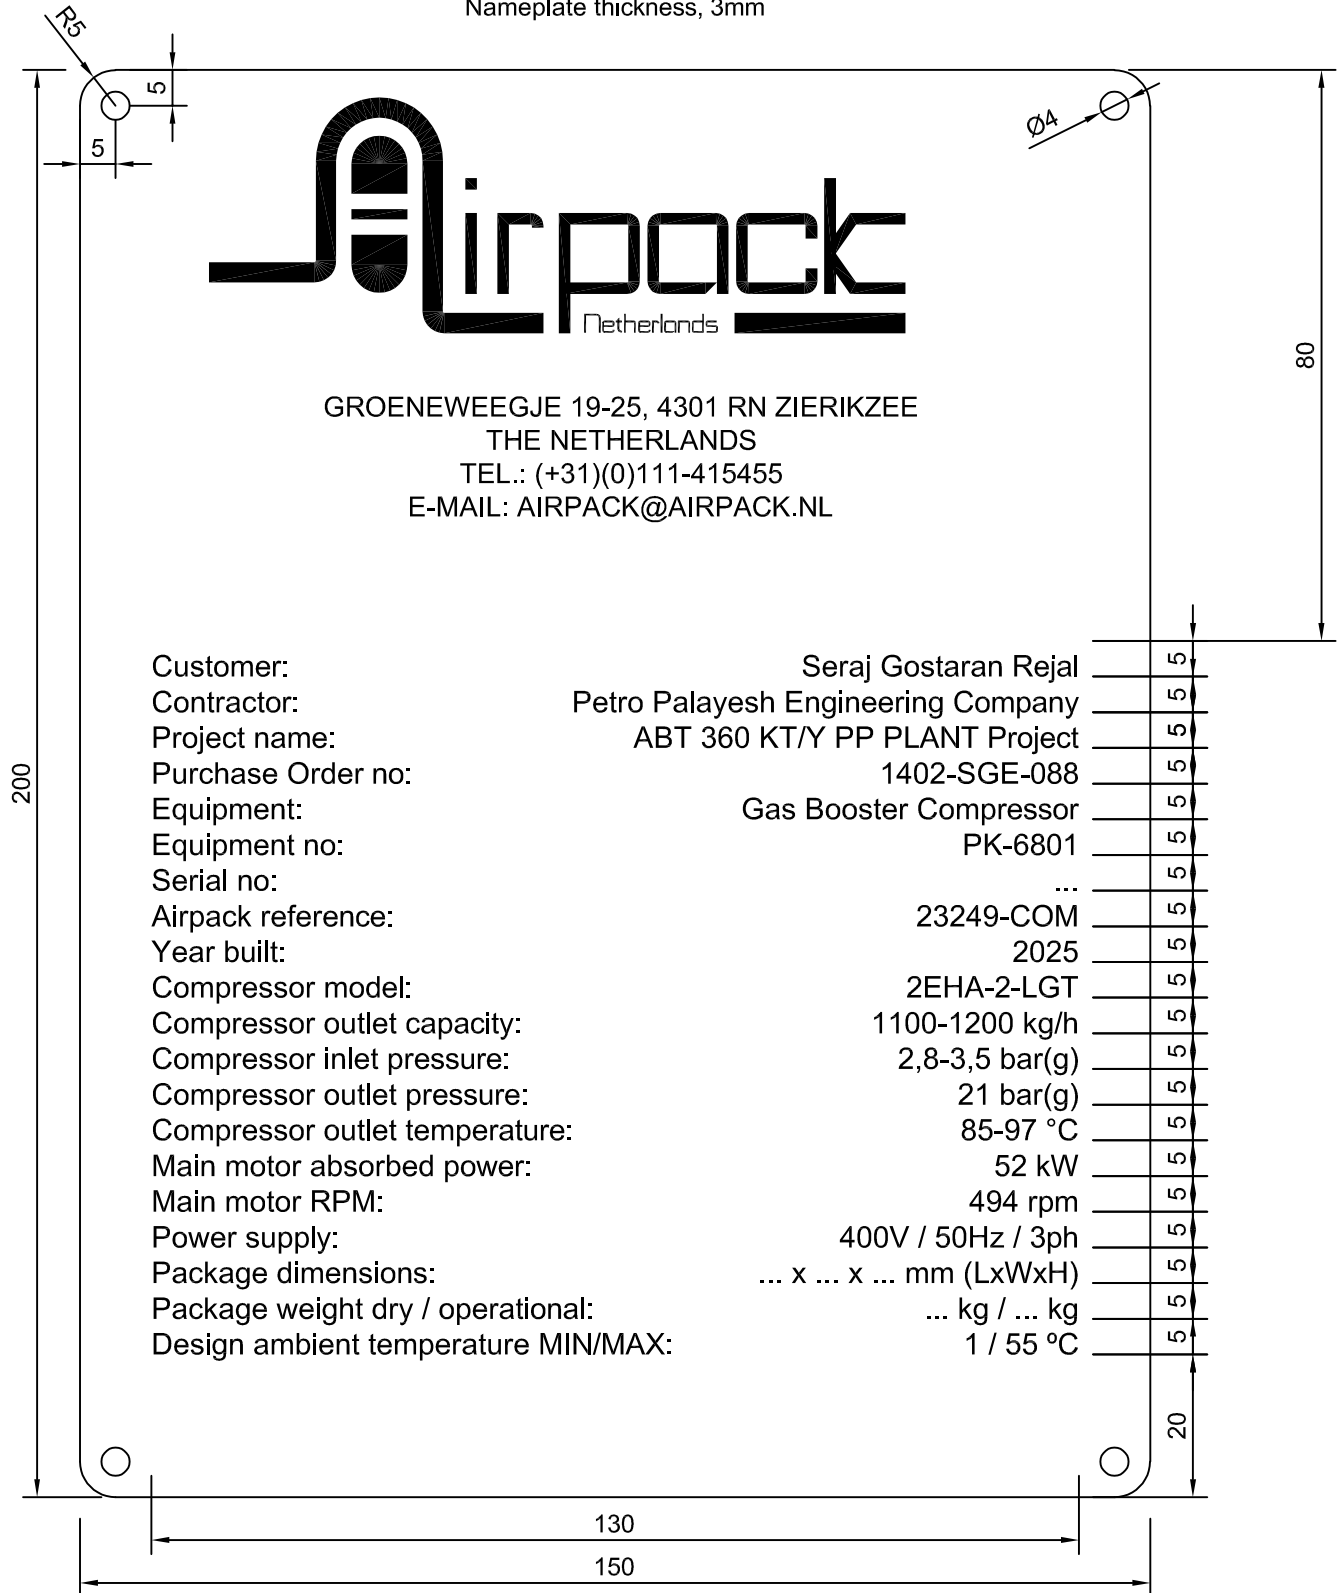 Nameplate thickness, 3mm
R5
5
5
Ø4
Airpack
Netherlands
80
GROENEWEEGJE 19-25, 4301 RN ZIERIKZEE
THE NETHERLANDS
TEL.: (+31)(0)111-415455
E-MAIL: AIRPACK@AIRPACK.NL
200
Customer: Seraj Gostaran Rejal 5
Contractor: Petro Palayesh Engineering Company 5
Project name: ABT 360 KT/Y PP PLANT Project 5
Purchase Order no: 1402-SGE-088 5
Equipment: Gas Booster Compressor 5
Equipment no: PK-6801 5
Serial no: ... 5
Airpack reference: 23249-COM 5
Year built: 2025 5
Compressor model: 2EHA-2-LGT 5
Compressor outlet capacity: 1100-1200 kg/h 5
Compressor inlet pressure: 2,8-3,5 bar(g) 5
Compressor outlet pressure: 21 bar(g) 5
Compressor outlet temperature: 85-97 °C 5
Main motor absorbed power: 52 kW 5
Main motor RPM: 494 rpm 5
Power supply: 400V / 50Hz / 3ph 5
Package dimensions: ... x ... x ... mm (LxWxH) 5
Package weight dry / operational: ... kg / ... kg 5
Design ambient temperature MIN/MAX: 1 / 55 ºC 5
20
130
150